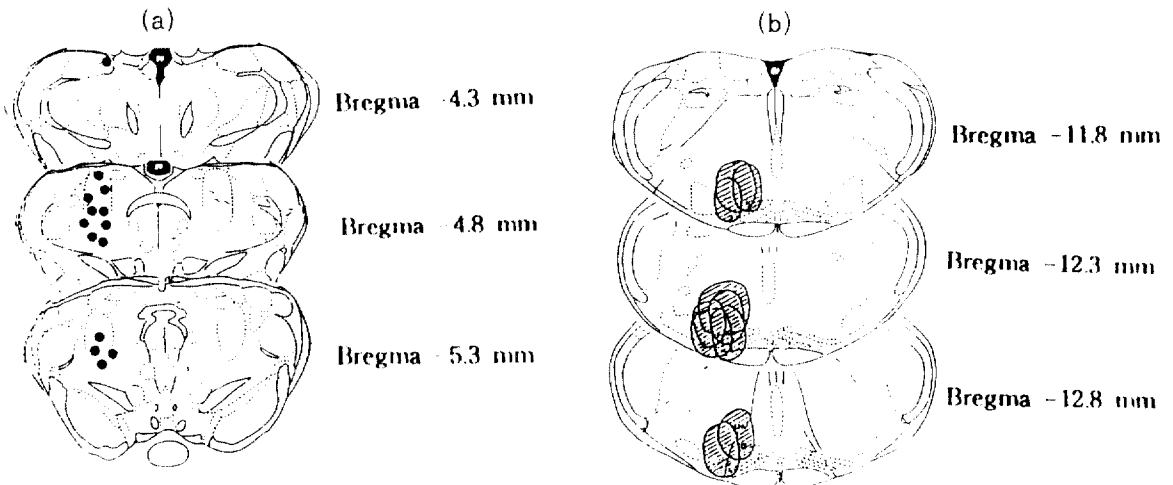 (a)
Bregma -4.3 mm
Bregma -4.8 mm
Bregma -5.3 mm
(b)
Bregma -11.8 mm
Bregma -12.3 mm
Bregma -12.8 mm